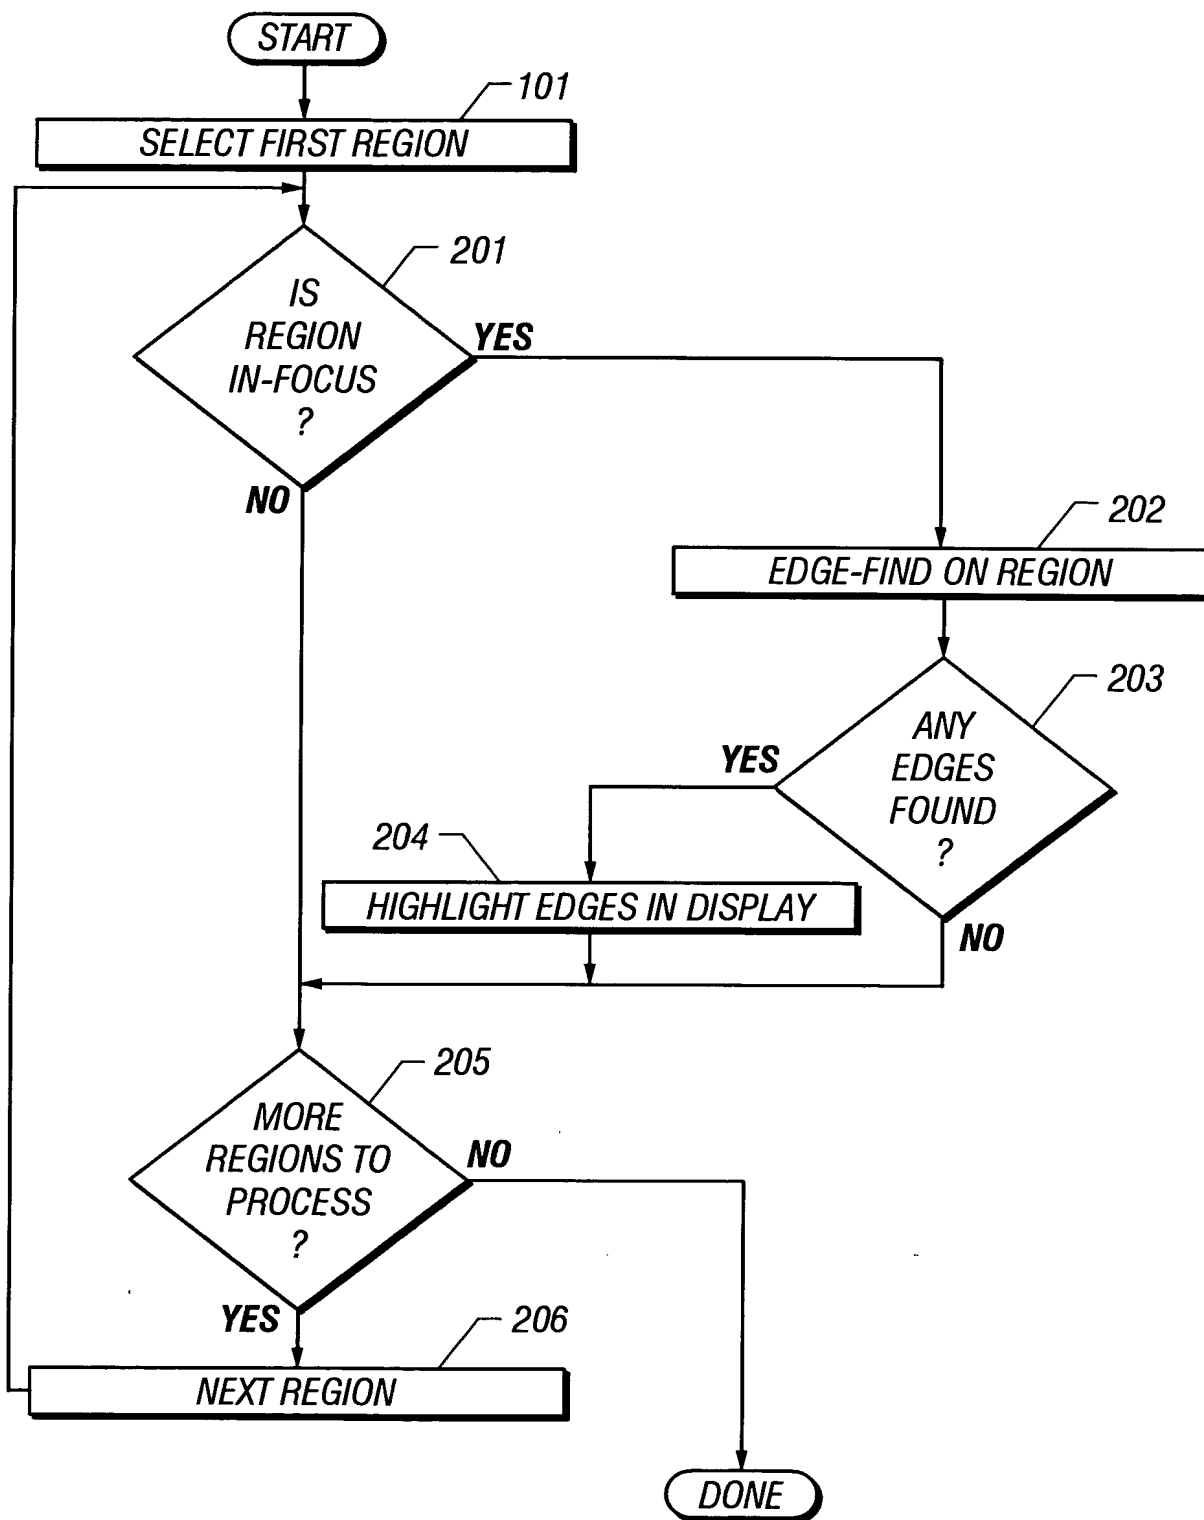 START
101
SELECT FIRST REGION
201
IS
REGION
IN-FOCUS
?
YES
NO
202
EDGE-FIND ON REGION
203
ANY
EDGES
FOUND
?
YES
204
HIGHLIGHT EDGES IN DISPLAY
NO
205
MORE
REGIONS TO
PROCESS
?
NO
YES
206
NEXT REGION
DONE